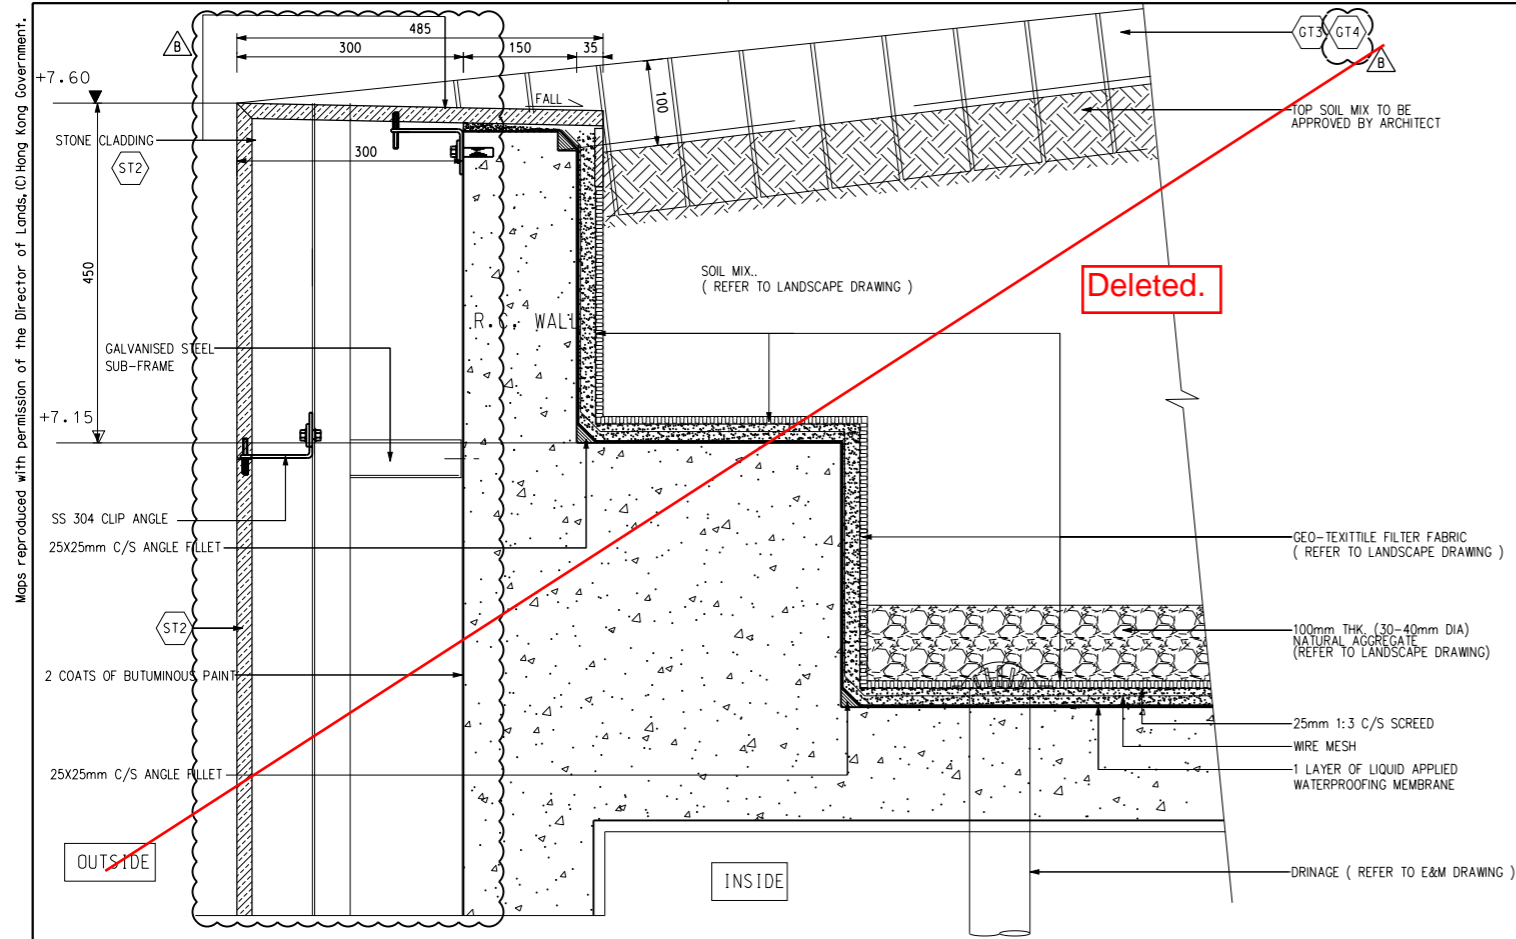 Maps reproduced with permission of the Director of Lands,(C) Hong Kong Government.
485
300
150
35
B
GT3
GT4
B
+7.60
FALL
100
TOP SOIL MIX TO BE
APPROVED BY ARCHITECT
STONE CLADDING
ST2
300
450
SOIL MIX..
( REFER TO LANDSCAPE DRAWING )
Deleted.
R.C. WALL
GALVANISED STEEL
SUB-FRAME
+7.15
SS 304 CLIP ANGLE
25X25mm C/S ANGLE FILLET
GEO-TEXITTILE FILTER FABRIC
( REFER TO LANDSCAPE DRAWING )
ST2
100mm THK. (30-40mm DIA)
NATURAL AGGREGATE
(REFER TO LANDSCAPE DRAWING)
2 COATS OF BUTUMINOUS PAINT
25mm 1:3 C/S SCREED
WIRE MESH
25X25mm C/S ANGLE FILLET
1 LAYER OF LIQUID APPLIED
WATERPROOFING MEMBRANE
OUTSIDE
INSIDE
DRINAGE ( REFER TO E&M DRAWING )